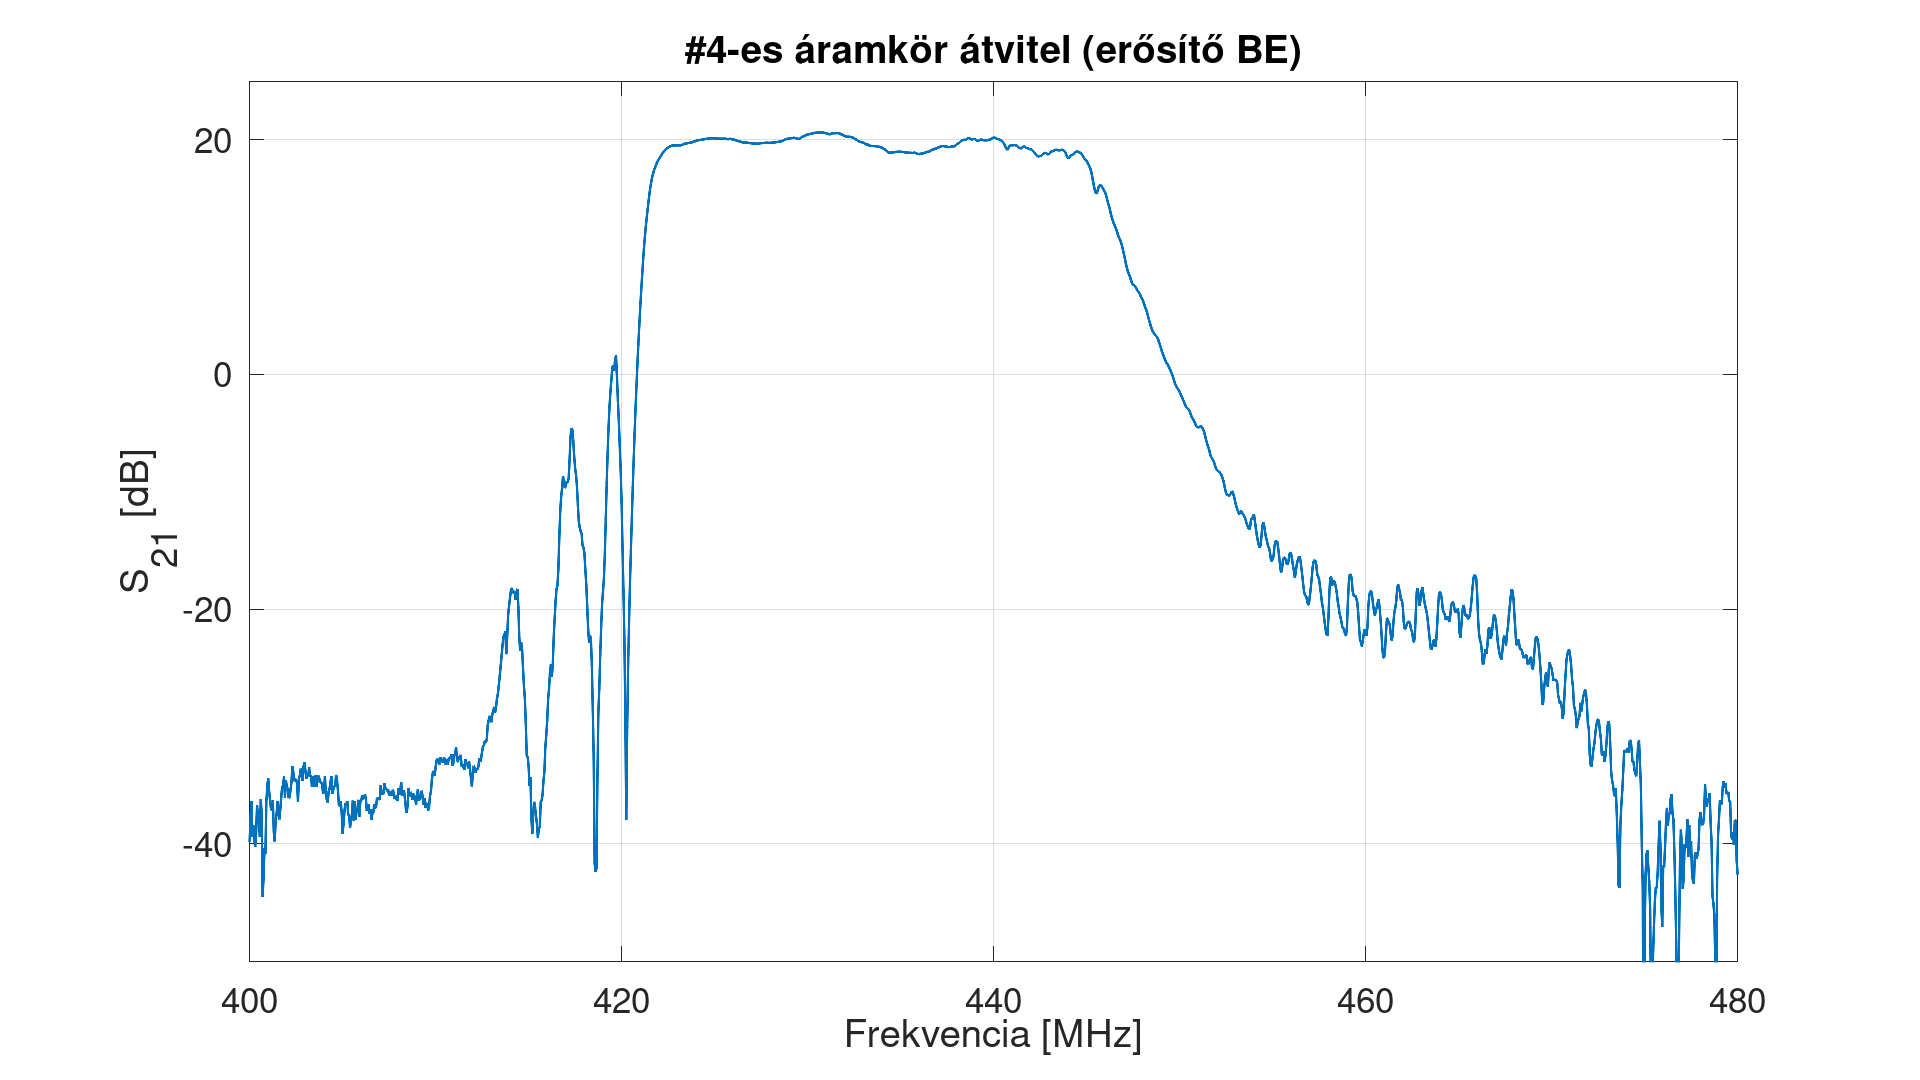 #4-es áramkör átvitel (erősítő BE)
20
0
-20
-40
S21 [dB]
400 420 440 460 480
Frekvencia [MHz]